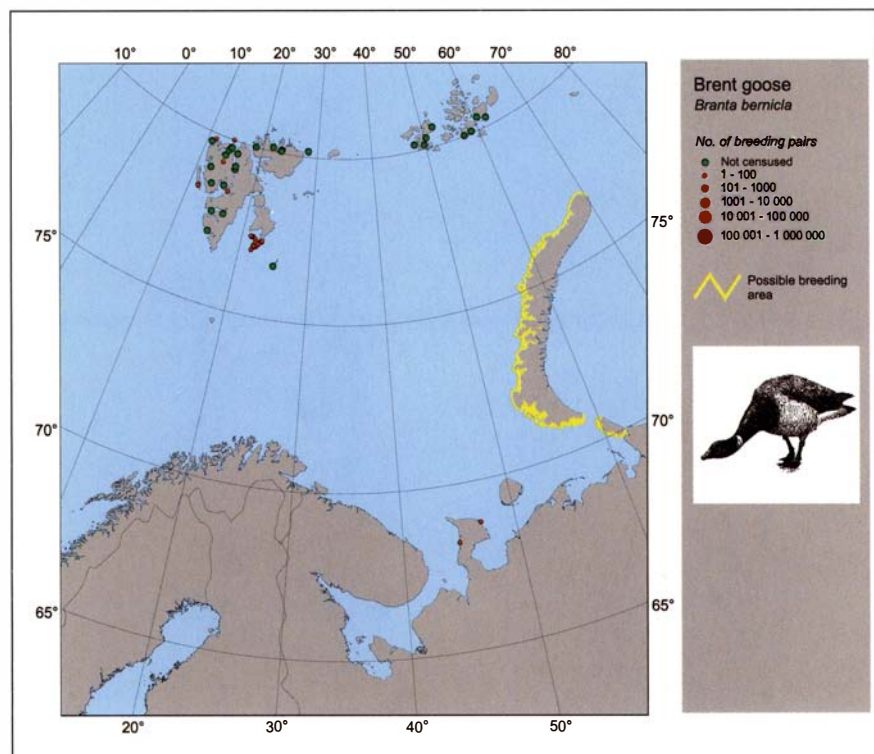 10° 0° 10° 20° 30° 40° 50° 60° 70° 80°
75° 75°
70° 70°
65° 65°
20° 30° 40° 50°
Brent goose
Branta bernicla
No. of breeding pairs
Not censused
1 - 100
101 - 1000
1001 - 10 000
10 001 - 100 000
100 001 - 1 000 000
Possible breeding
area